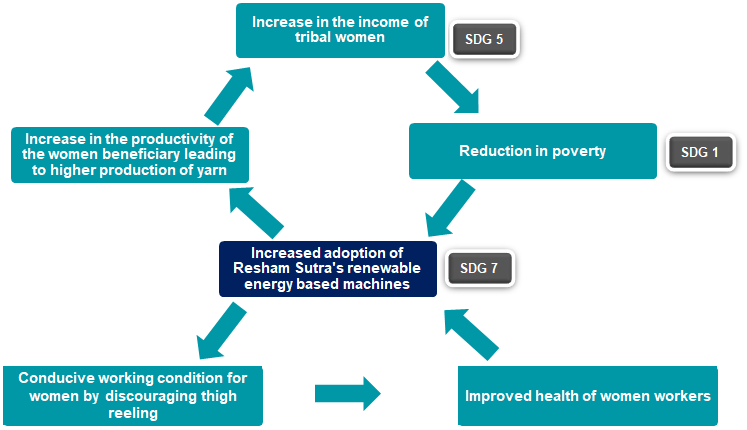 Increase in the income of
tribal women
SDG 5
Increase in the productivity of
the women beneficiary leading
to higher production of yarn
Reduction in poverty
SDG 1
Increased adoption of
Resham Sutra's renewable
energy based machines
SDG 7
Conducive working condition for
women by discouraging thigh
reeling
Improved health of women workers